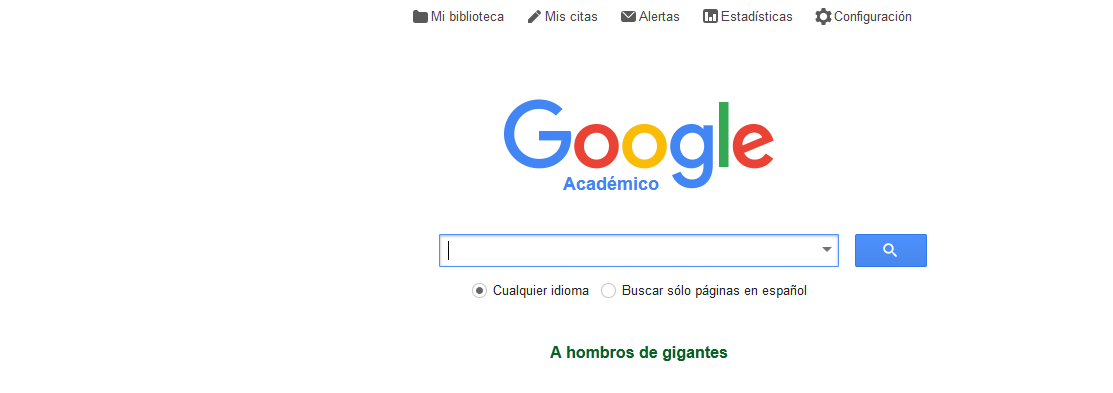 Mi biblioteca Mis citas Alertas Estadísticas Configuración
Google
Académico
Cualquier idioma Buscar sólo páginas en español
A hombros de gigantes